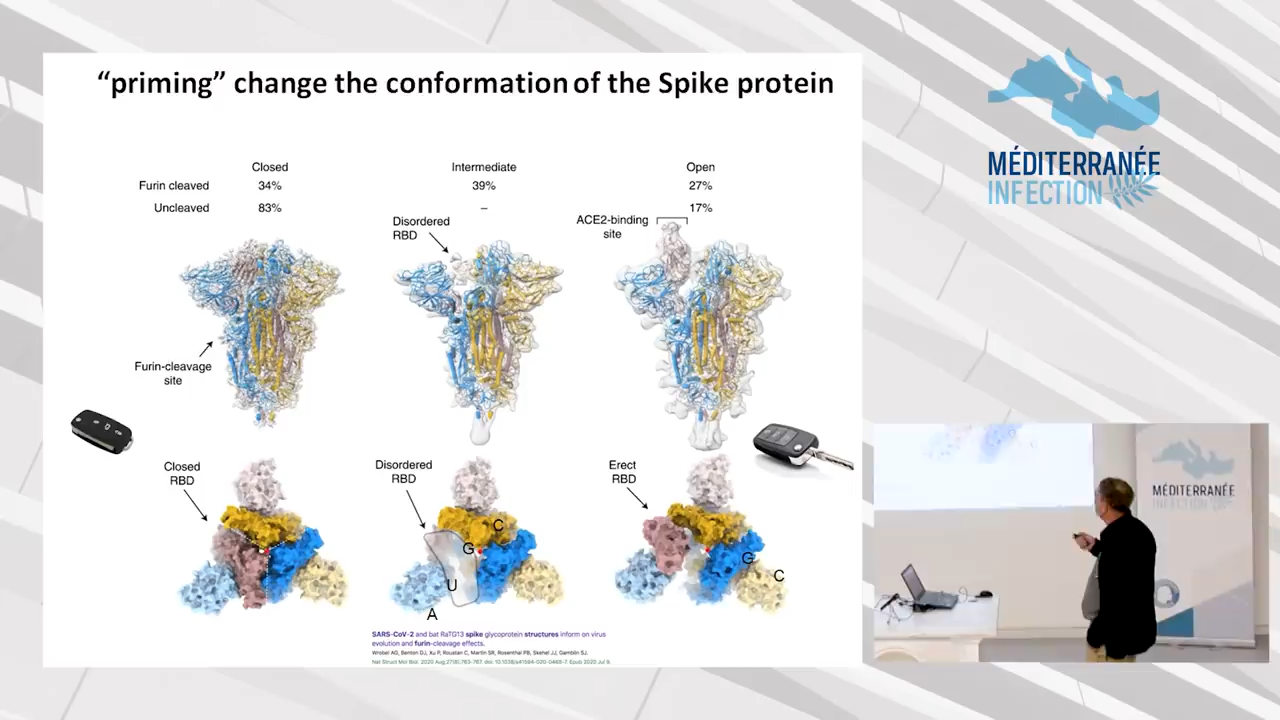 “priming” change the conformation of the Spike protein
Closed
Intermediate
Open
Furin cleaved
34%
39%
27%
Uncleaved
83%
–
17%
Disordered
RBD
ACE2-binding
site
Furin-cleavage
site
Closed
RBD
Disordered
RBD
Erect
RBD
C
G
U
A
G
C
SARS-CoV-2 and bat RaTG13 spike glycoprotein structures inform on virus
evolution and furin-cleavage effects.
Wrobel AG, Benton DJ, Xu P, Roustan C, Martin SR, Rosenthal PB, Skehel JJ, Gamblin SJ.
Nat Struct Mol Biol. 2020 Aug;27(8):763-767. doi: 10.1038/s41594-020-0468-7. Epub 2020 Jul 9.
MÉDITERRANÉE
INFECTION
MÉDITERRANÉE
INFECTION